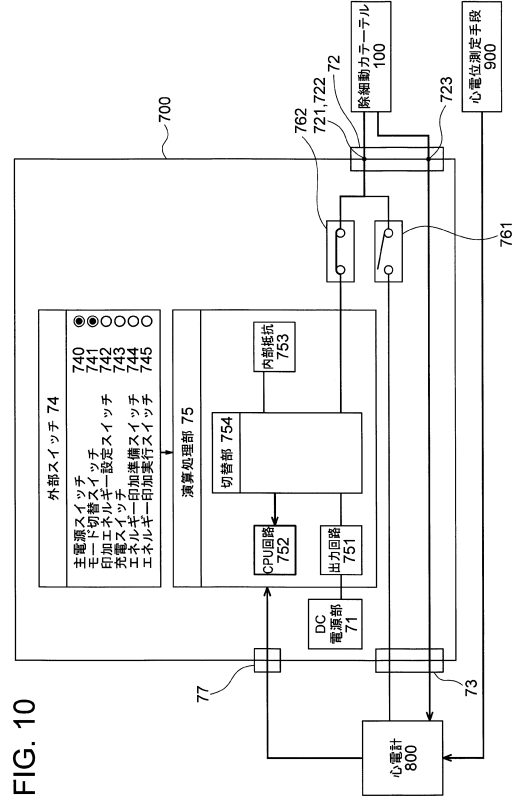 FIG. 10
700
外部スイッチ 74
主電源スイッチ 740
モード切替スイッチ 741
印加エネルギー設定スイッチ 742
充電スイッチ 743
エネルギー印加準備スイッチ 744
エネルギー印加実行スイッチ 745
演算処理部 75
切替部 754
内部抵抗
753
CPU回路
752
出力回路
751
DC
電源部
71
762
761
721,722
72
723
除細動カテーテル
100
心電位測定手段
900
77
73
心電計
800